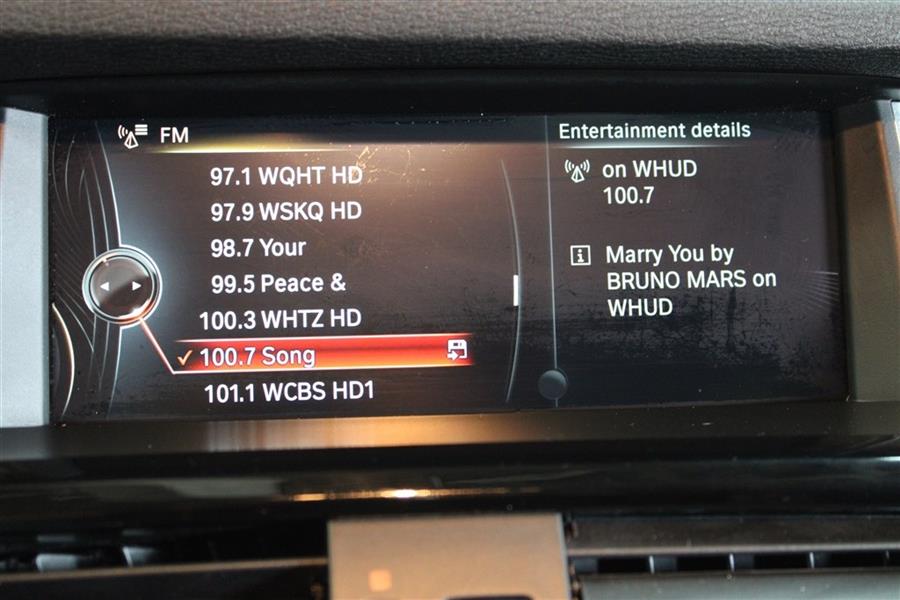 FM
97.1 WQHT HD
97.9 WSKQ HD
98.7 Your
99.5 Peace &
100.3 WHTZ HD
100.7 Song
101.1 WCBS HD1
Entertainment details
on WHUD
100.7
Marry You by
BRUNO MARS on
WHUD